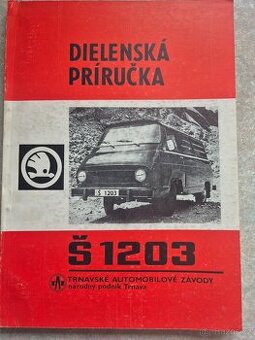 DIELENSKÁ
PRÍRUČKA
Š 1203
Š 1203
TRNAVSKÉ AUTOMOBILOVÉ ZÁVODY
národný podnik Trnava